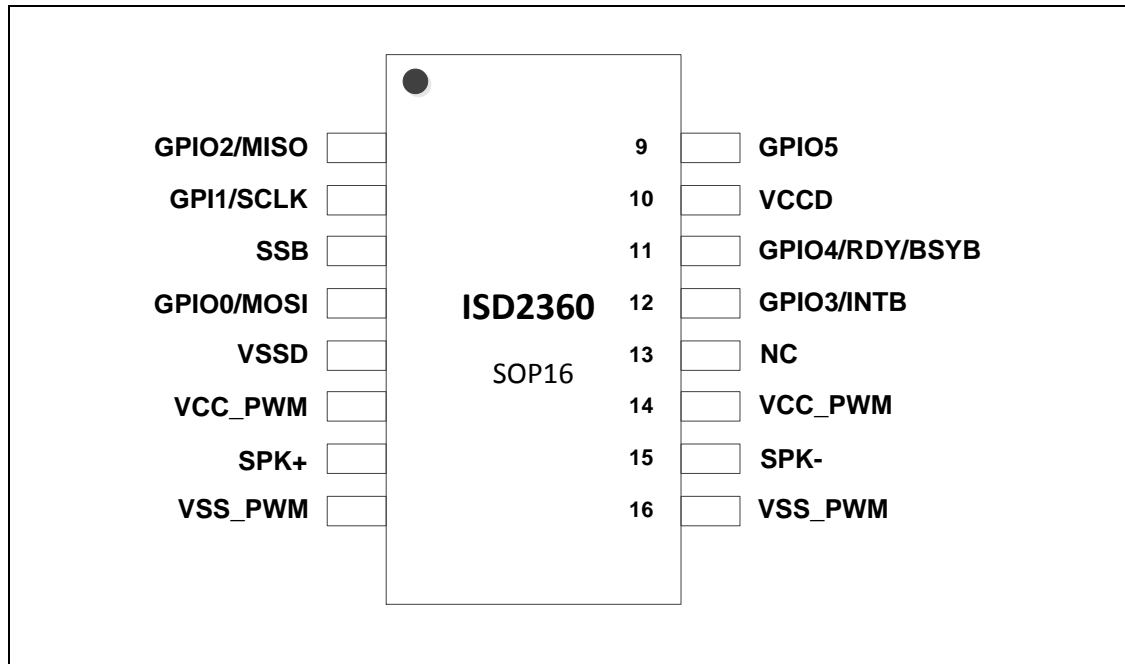 GPIO2/MISO 9 GPIO5
GPI1/SCLK 10 VCCD
SSB 11 GPIO4/RDY/BSYB
GPIO0/MOSI ISD2360 12 GPIO3/INTB
VSSD 13 NC
SOP16
VCC_PWM 14 VCC_PWM
SPK+ 15 SPK-
VSS_PWM 16 VSS_PWM